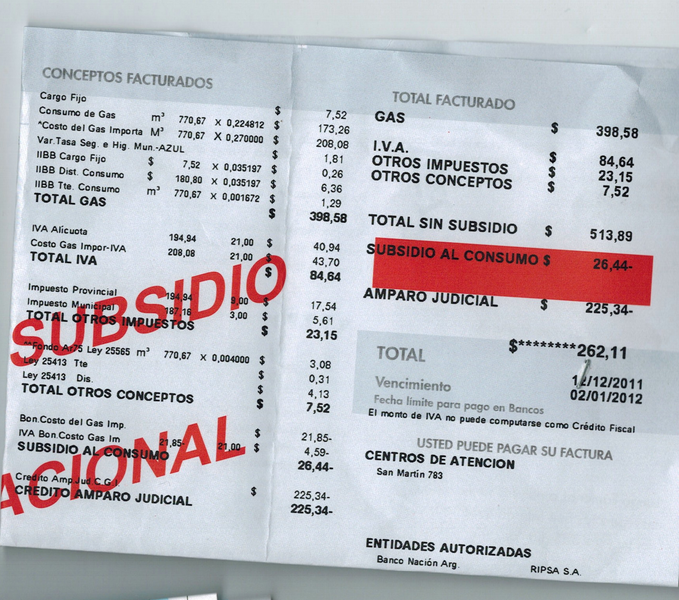 CONCEPTOS FACTURADOS
Cargo Fijo $ 7,52
Consumo de Gas m³ 770,67 X 0,224812 $ 173,26
*Costo del Gas Importa M³ 770,67 X 0,270000 208,08
Var.Tasa Seg. e Hig. Mun.-AZUL $ 1,81
IIBB Cargo Fijo $ 7,52 X 0,035197 $ 0,26
IIBB Dist. Consumo $ 180,80 X 0,035197 $ 6,36
IIBB Tte. Consumo m³ 770,67 X 0,001672 $ 1,29
TOTAL GAS $ 398,58
IVA Alicuota 194,94 21,00 $ 40,94
Costo Gas Impor-IVA 208,08 21,00 $ 43,70
TOTAL IVA $ 84,64
Impuesto Provincial 194,94 9,00 $ 17,54
Impuesto Municipal 187,16 3,00 $ 5,61
TOTAL OTROS IMPUESTOS $ 23,15
**Fondo Ar75 Ley 25565 m³ 770,67 X 0,004000 $ 3,08
Ley 25413 Tte $ 0,31
Ley 25413 Dis. $ 4,13
TOTAL OTROS CONCEPTOS $ 7,52
Bon.Costo del Gas Imp. $ 21,85-
IVA Bon.Costo Gas Im 21,85- 21,00 $ 4,59-
SUBSIDIO AL CONSUMO $ 26,44-
Credito Amp.Jud.C.G.I 225,34-
CREDITO AMPARO JUDICIAL $ 225,34-
SUBSIDIO
ACIONAL
TOTAL FACTURADO
GAS $ 398,58
I.V.A. $ 84,64
OTROS IMPUESTOS $ 23,15
OTROS CONCEPTOS $ 7,52
TOTAL SIN SUBSIDIO $ 513,89
SUBSIDIO AL CONSUMO $ 26,44-
AMPARO JUDICIAL $ 225,34-
TOTAL $********262,11
Vencimiento 12/12/2011
Fecha límite para pago en Bancos 02/01/2012
El monto de IVA no puede computarse como Crédito Fiscal
USTED PUEDE PAGAR SU FACTURA
CENTROS DE ATENCION
San Martín 783
ENTIDADES AUTORIZADAS
Banco Nación Arg. RIPSA S.A.